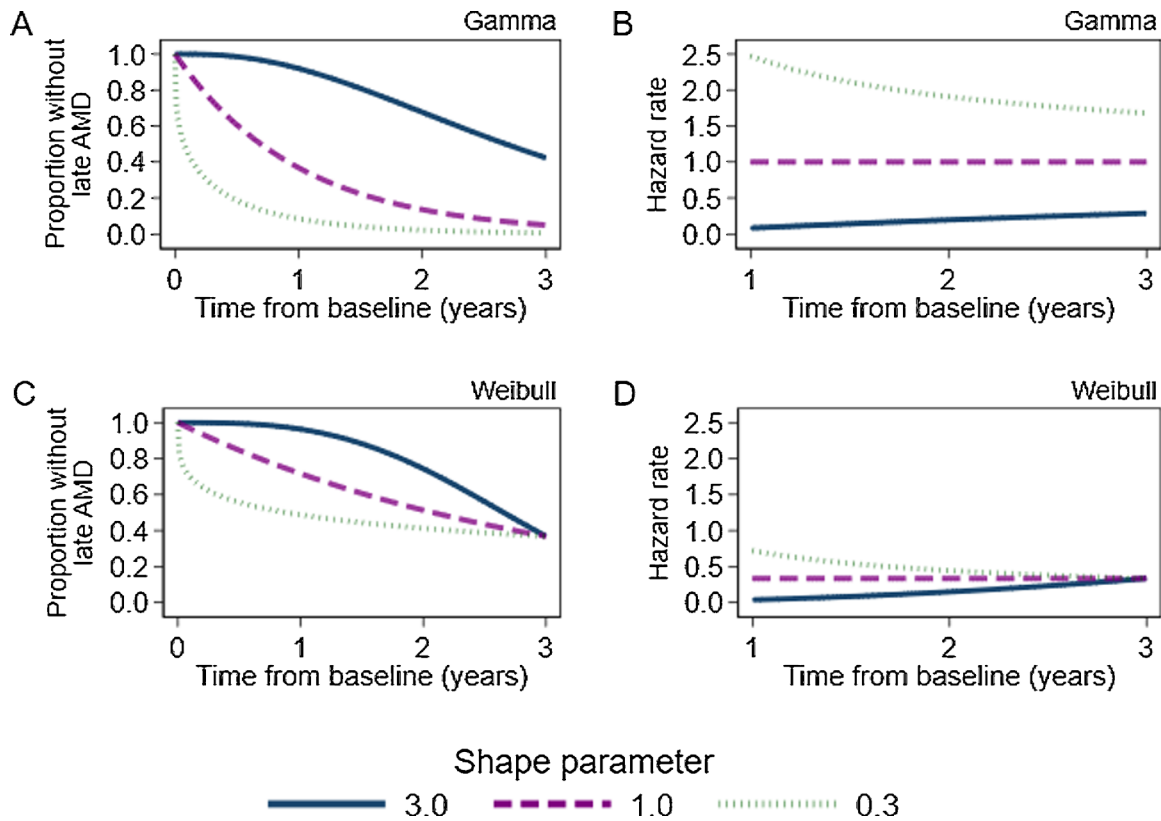 A
Gamma
Proportion without
late AMD
1.0
0.8
0.6
0.4
0.2
0.0
0 1 2 3
Time from baseline (years)
B
Gamma
Hazard rate
2.5
2.0
1.5
1.0
0.5
0.0
1 2 3
Time from baseline (years)
C
Weibull
Proportion without
late AMD
1.0
0.8
0.6
0.4
0.2
0.0
0 1 2 3
Time from baseline (years)
D
Weibull
Hazard rate
2.5
2.0
1.5
1.0
0.5
0.0
1 2 3
Time from baseline (years)
Shape parameter
3.0 1.0 0.3